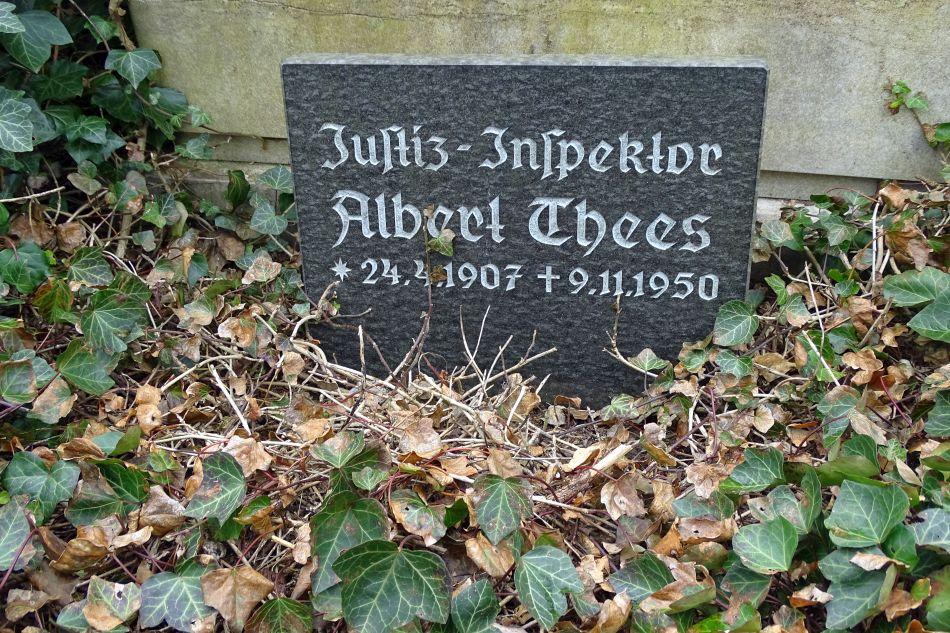 Juſtiz - Inſpektor
Albert Thees
* 24.4.1907 ✝ 9.11.1950